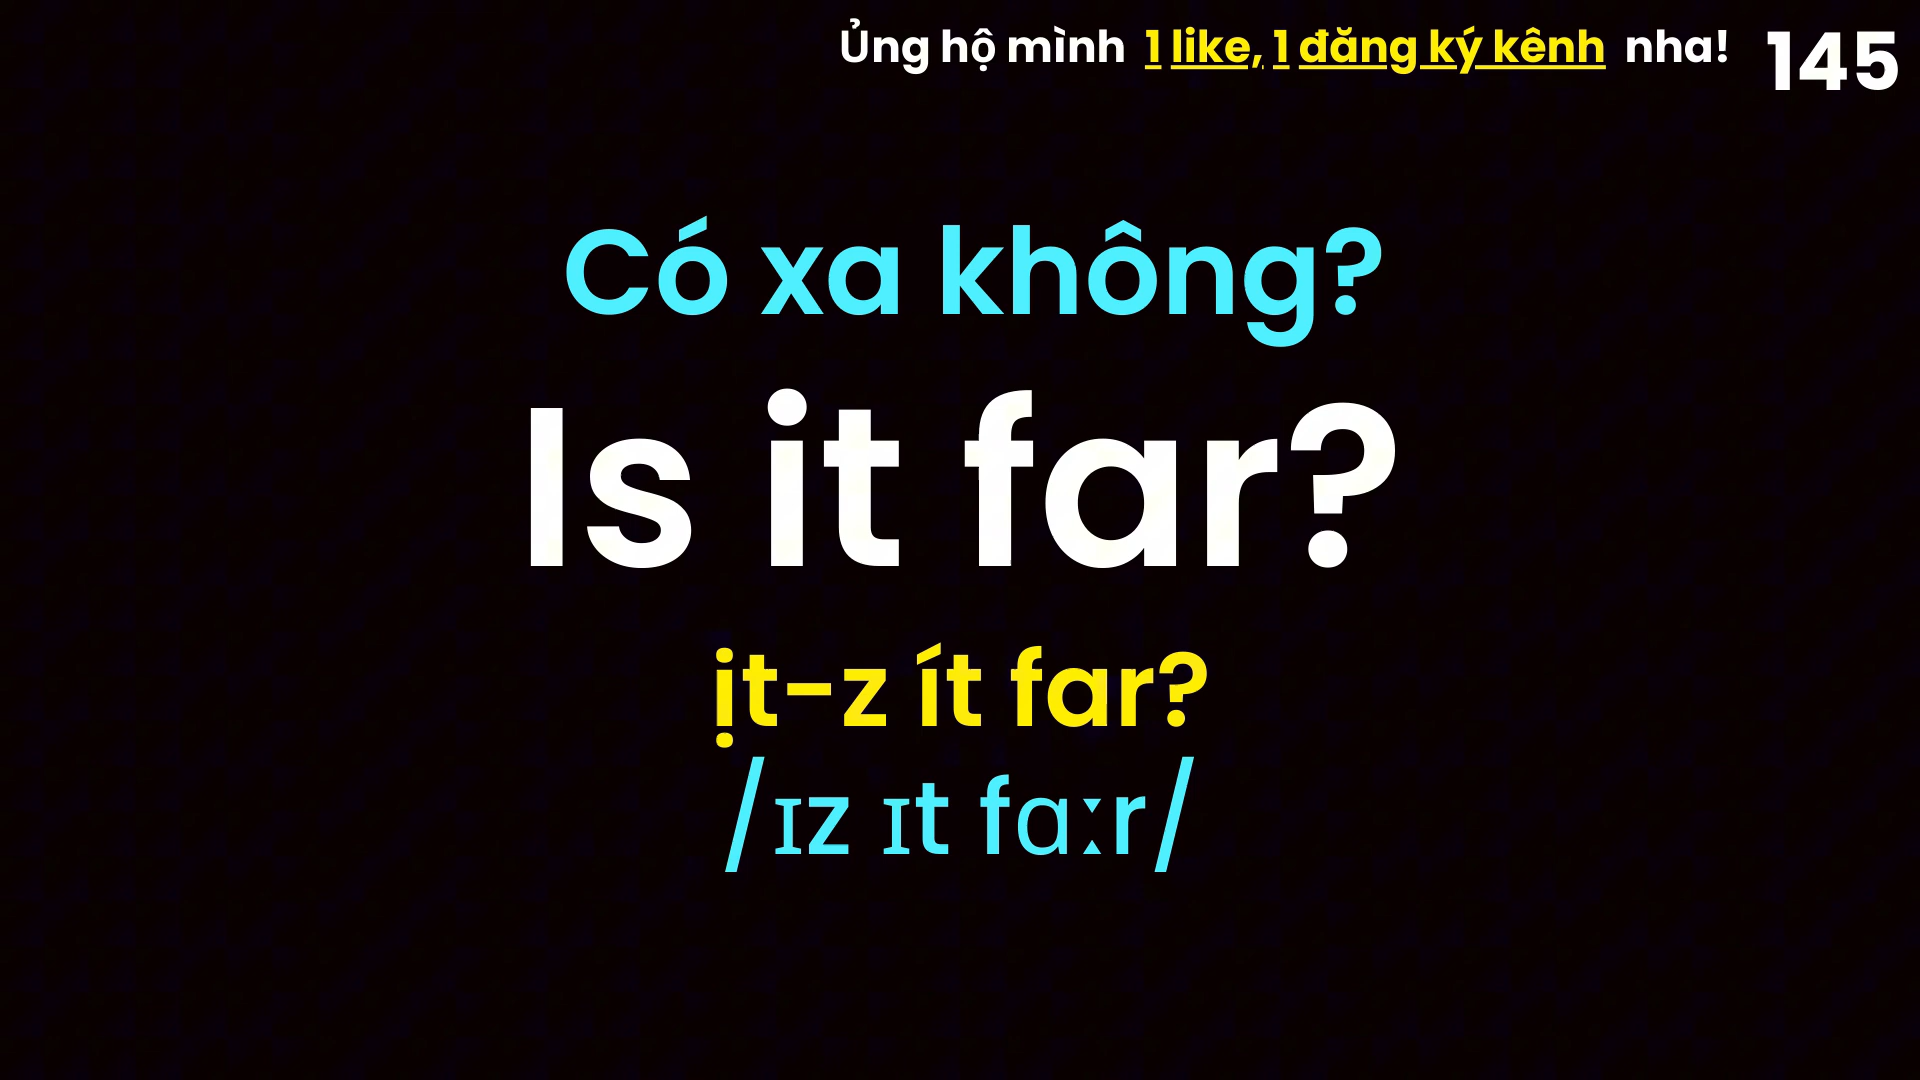 Ủng hộ mình 1 like, 1 đăng ký kênh nha! 145
Có xa không?
Is it far?
ịt-z ít far?
/ɪz ɪt fɑːr/